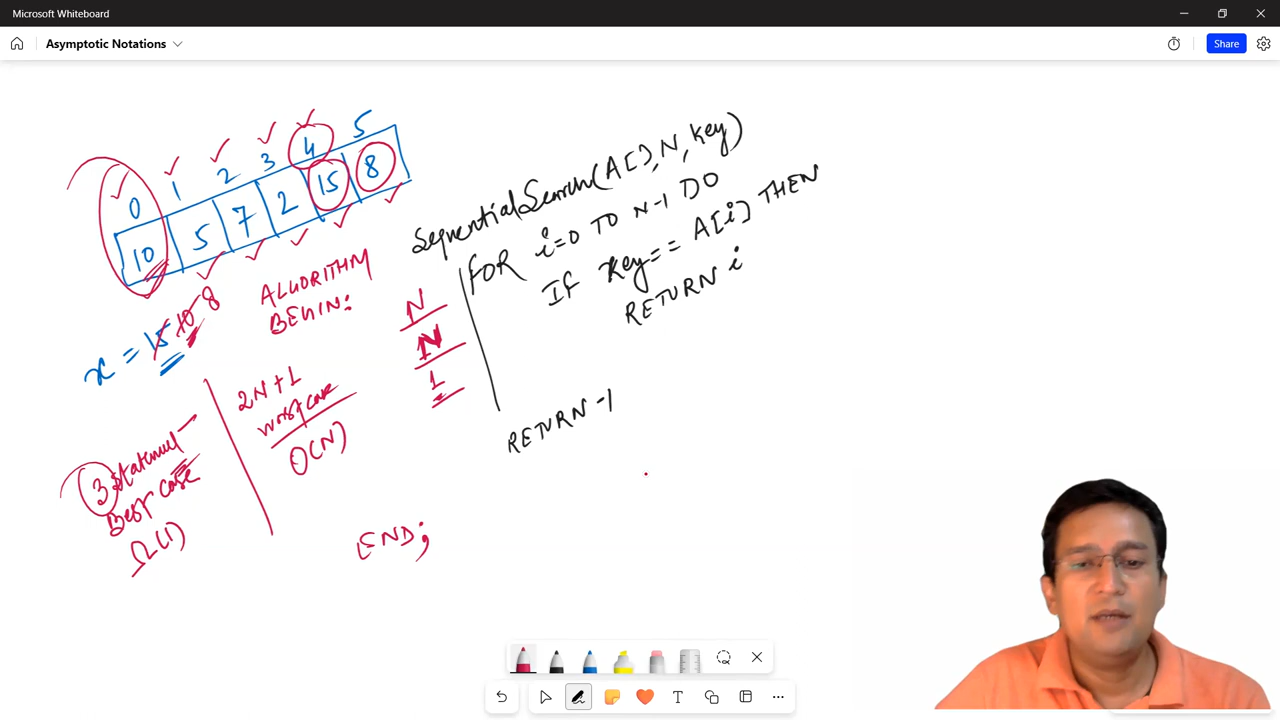 Microsoft Whiteboard
Asymptotic Notations
Share
0 1 2 3 4 5
10 5 7 2 15 8
x = 15 10 8
ALGORITHM
BEGIN:
SequentialSearch(A[], N, key)
FOR i=0 TO N-1 DO
If key == A[i] THEN
RETURN i
N
N
1
RETURN -1
2N+1
worst case
O(N)
3 Statement
Best case
Ω(1)
END;